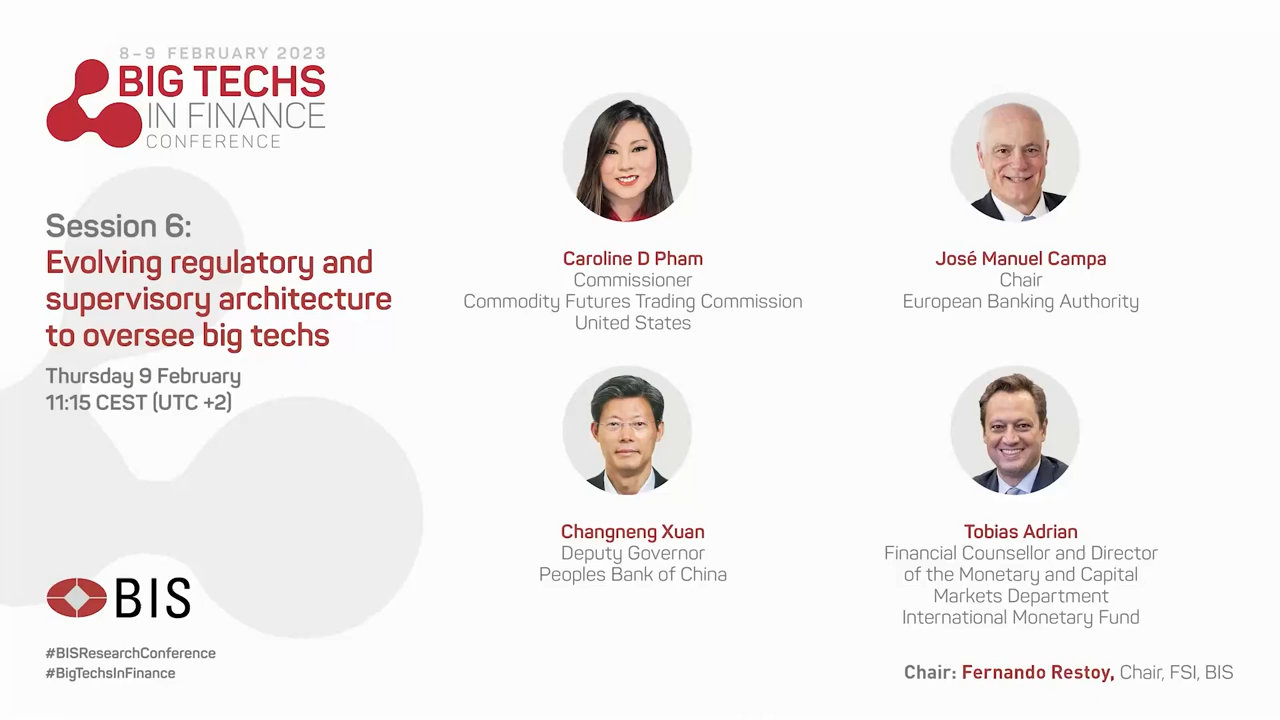 8–9 FEBRUARY 2023
BIG TECHS
IN FINANCE
CONFERENCE
Session 6:
Evolving regulatory and
supervisory architecture
to oversee big techs
Thursday 9 February
11:15 CEST (UTC +2)
BIS
#BISResearchConference
#BigTechsInFinance
Caroline D Pham
Commissioner
Commodity Futures Trading Commission
United States
José Manuel Campa
Chair
European Banking Authority
Changneng Xuan
Deputy Governor
Peoples Bank of China
Tobias Adrian
Financial Counsellor and Director
of the Monetary and Capital
Markets Department
International Monetary Fund
Chair: Fernando Restoy, Chair, FSI, BIS